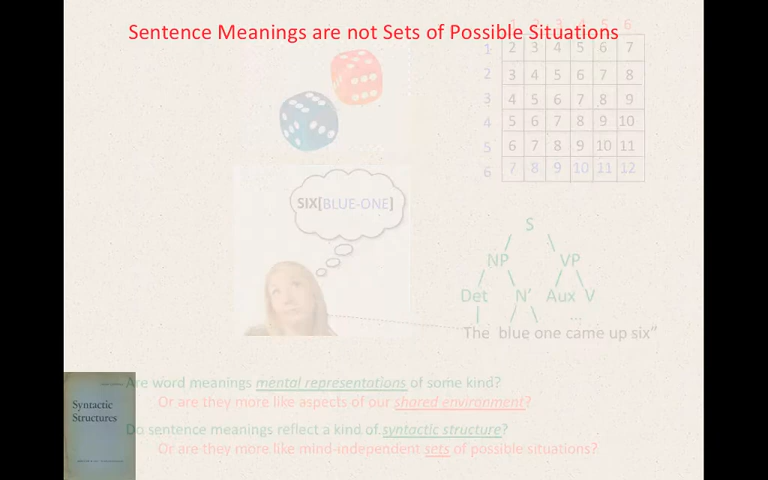 Sentence Meanings are not Sets of Possible Situations
1 2 3 4 5 6
1 2 3 4 5 6 7
2 3 4 5 6 7 8
3 4 5 6 7 8 9
4 5 6 7 8 9 10
5 6 7 8 9 10 11
6 7 8 9 10 11 12
SIX[BLUE-ONE]
S
NP VP
Det N’ Aux V
...
The blue one came up six”
Are word meanings mental representations of some kind?
Or are they more like aspects of our shared environment?
Do sentence meanings reflect a kind of syntactic structure?
Or are they more like mind-independent sets of possible situations?
Syntactic
Structures